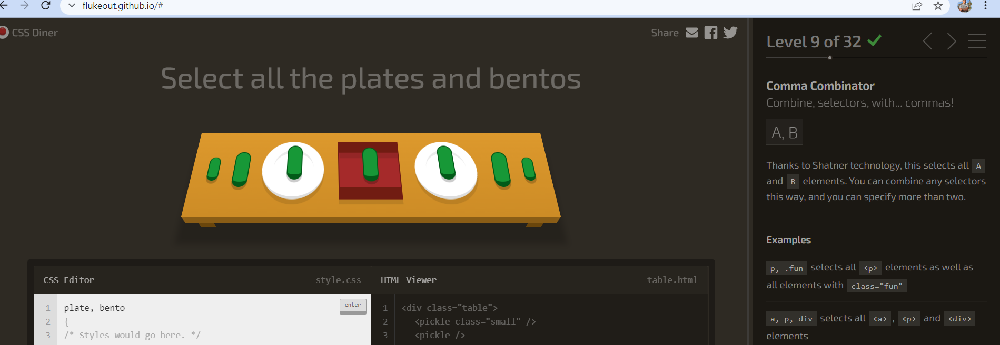 flukeout.github.io/#
CSS Diner
Share
Select all the plates and bentos
CSS Editor
style.css
1 plate, bento
enter
2 {
3 /* Styles would go here. */
HTML Viewer
table.html
1 <div class="table">
2 <pickle class="small" />
3 <pickle />
Level 9 of 32
Comma Combinator
Combine, selectors, with... commas!
A, B
Thanks to Shatner technology, this selects all A
and B elements. You can combine any selectors
this way, and you can specify more than two.
Examples
p, .fun selects all <p> elements as well as
all elements with class="fun"
a, p, div selects all <a> , <p> and <div>
elements